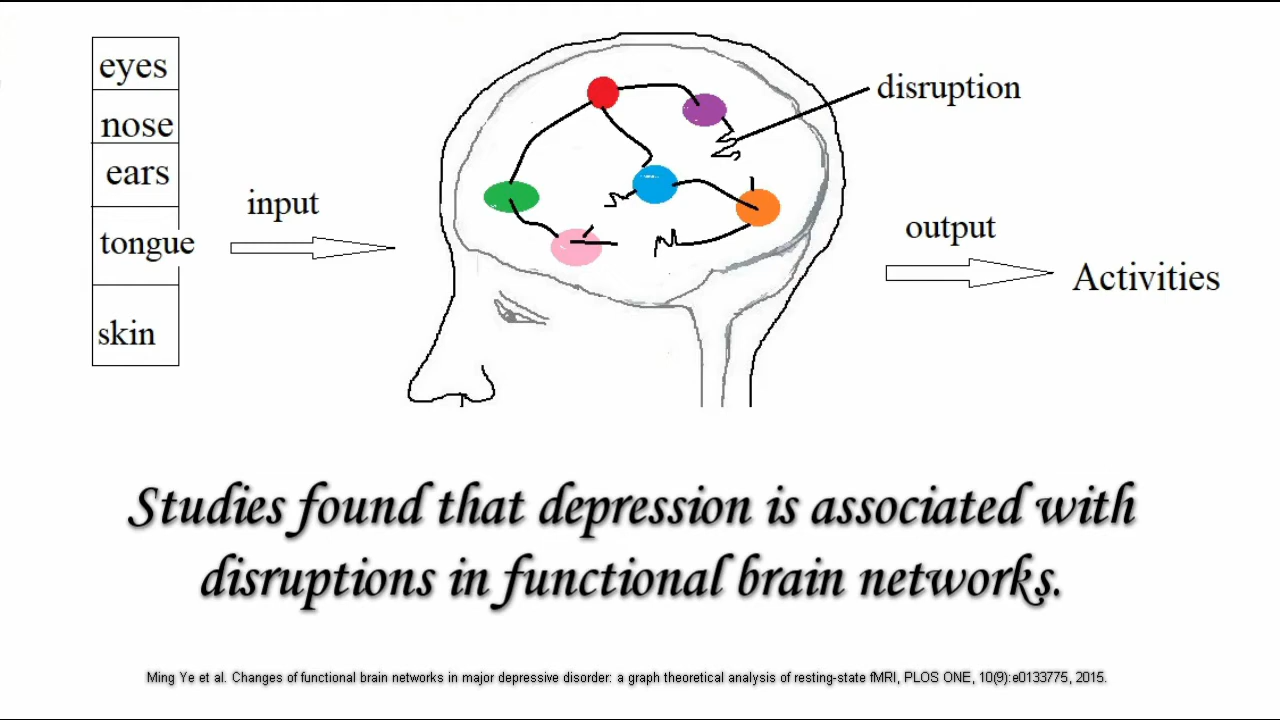 eyes
nose
ears
tongue
skin
input
disruption
output
Activities
Studies found that depression is associated with
disruptions in functional brain networks.
Ming Ye et al. Changes of functional brain networks in major depressive disorder: a graph theoretical analysis of resting-state fMRI, PLOS ONE, 10(9):e0133775, 2015.